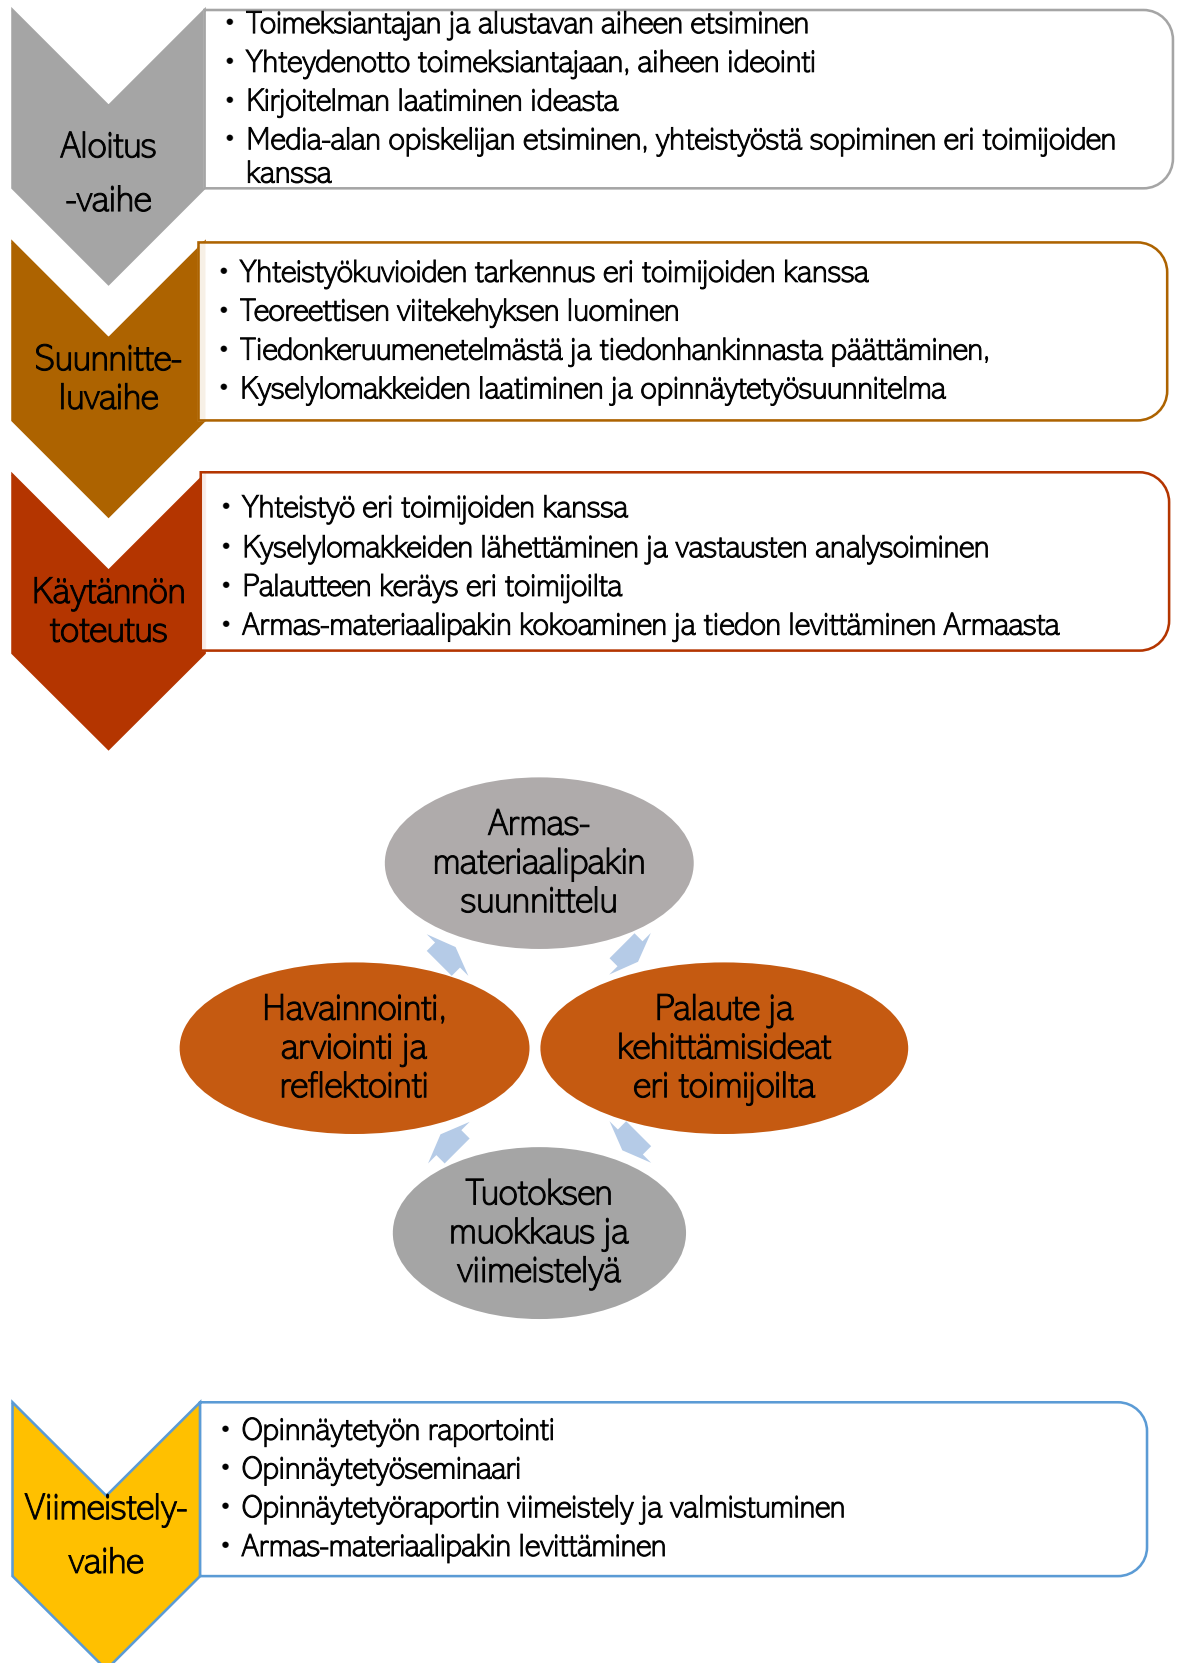 Aloitus
-vaihe
• Toimeksiantajan ja alustavan aiheen etsiminen
• Yhteydenotto toimeksiantajaan, aiheen ideointi
• Kirjoitelman laatiminen ideasta
• Media-alan opiskelijan etsiminen, yhteistyöstä sopiminen eri toimijoiden
kanssa
Suunnitte-
luvaihe
• Yhteistyökuvioiden tarkennus eri toimijoiden kanssa
• Teoreettisen viitekehyksen luominen
• Tiedonkeruumenetelmästä ja tiedonhankinnasta päättäminen,
• Kyselylomakkeiden laatiminen ja opinnäytetyösuunnitelma
Käytännön
toteutus
• Yhteistyö eri toimijoiden kanssa
• Kyselylomakkeiden lähettäminen ja vastausten analysoiminen
• Palautteen keräys eri toimijoilta
• Armas-materiaalipakin kokoaminen ja tiedon levittäminen Armaasta
Armas-
materiaalipakin
suunnittelu
Havainnointi,
arviointi ja
reflektointi
Palaute ja
kehittämisideat
eri toimijoilta
Tuotoksen
muokkaus ja
viimeistelyä
Viimeistely-
vaihe
• Opinnäytetyön raportointi
• Opinnäytetyöseminaari
• Opinnäytetyöraportin viimeistely ja valmistuminen
• Armas-materiaalipakin levittäminen